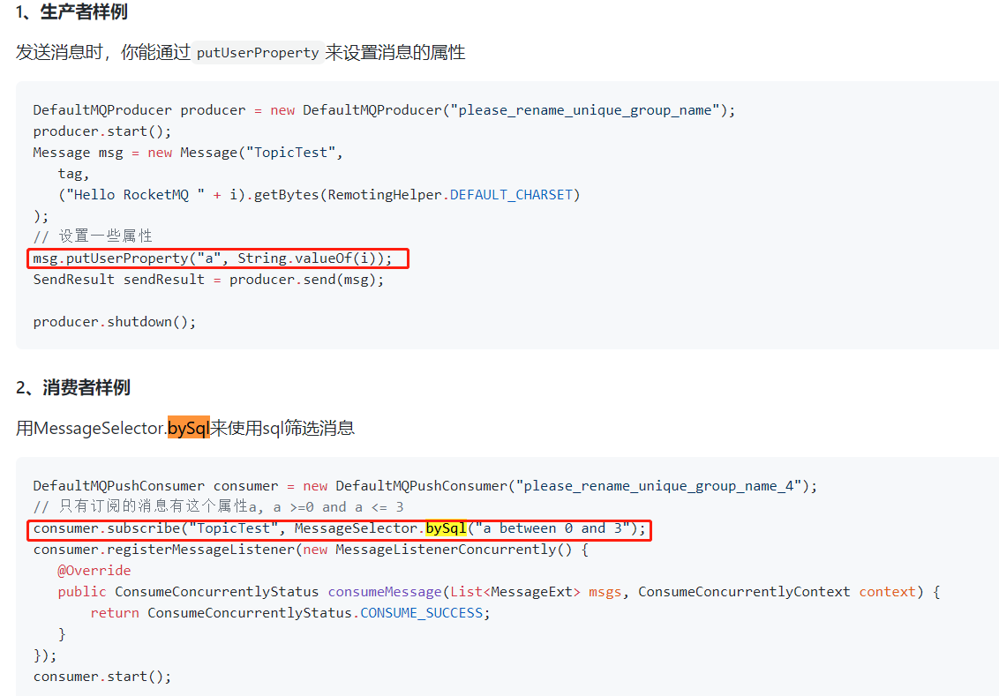 1、生产者样例
发送消息时，你能通过 putUserProperty 来设置消息的属性
DefaultMQProducer producer = new DefaultMQProducer("please_rename_unique_group_name");
producer.start();
Message msg = new Message("TopicTest",
   tag,
   ("Hello RocketMQ " + i).getBytes(RemotingHelper.DEFAULT_CHARSET)
);
// 设置一些属性
msg.putUserProperty("a", String.valueOf(i));
SendResult sendResult = producer.send(msg);
producer.shutdown();
2、消费者样例
用MessageSelector.bySql来使用sql筛选消息
DefaultMQPushConsumer consumer = new DefaultMQPushConsumer("please_rename_unique_group_name_4");
// 只有订阅的消息有这个属性a, a >=0 and a <= 3
consumer.subscribe("TopicTest", MessageSelector.bySql("a between 0 and 3");
consumer.registerMessageListener(new MessageListenerConcurrently() {
   @Override
   public ConsumeConcurrentlyStatus consumeMessage(List<MessageExt> msgs, ConsumeConcurrentlyContext context) {
       return ConsumeConcurrentlyStatus.CONSUME_SUCCESS;
   }
});
consumer.start();